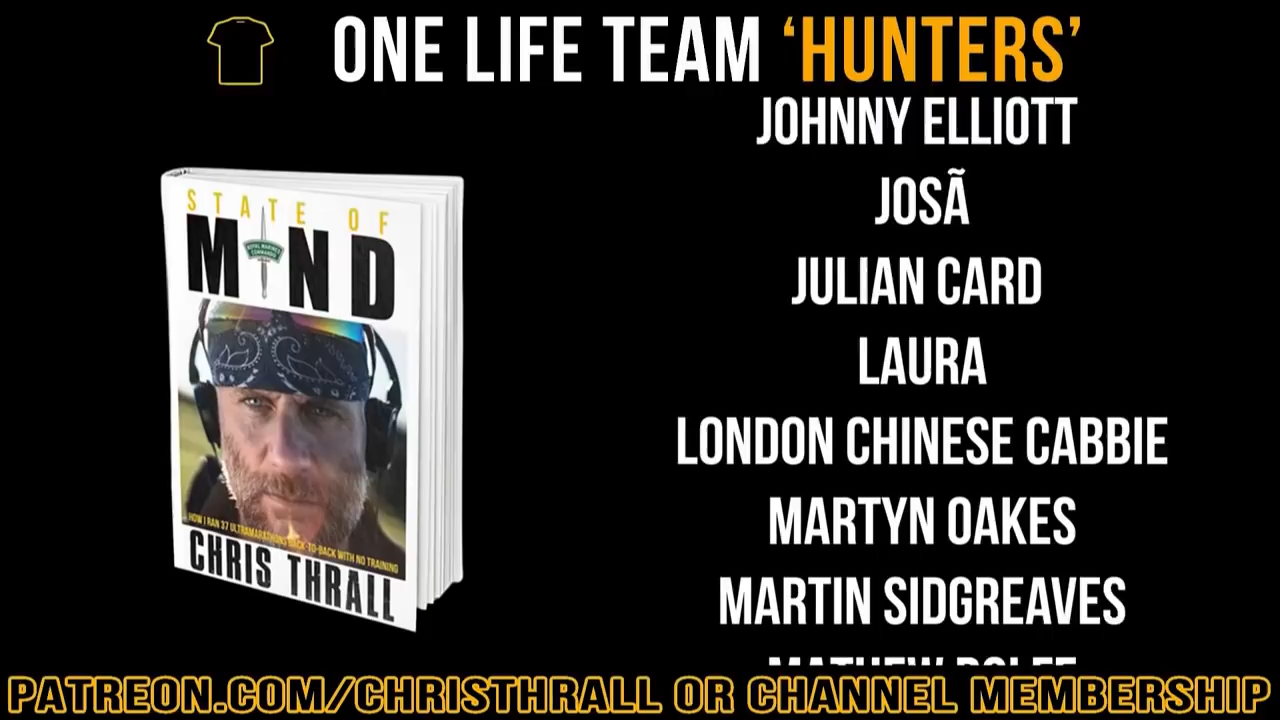 ONE LIFE TEAM ‘HUNTERS’
JOHNNY ELLIOTT
JOSÃ
JULIAN CARD
LAURA
LONDON CHINESE CABBIE
MARTYN OAKES
MARTIN SIDGREAVES
STATE OF
MIND
ROYAL MARINES
COMMANDO
HOW I RAN 37 ULTRAMARATHONS BACK-TO-BACK WITH NO TRAINING
CHRIS THRALL
PATREON.COM/CHRISTHRALL OR CHANNEL MEMBERSHIP